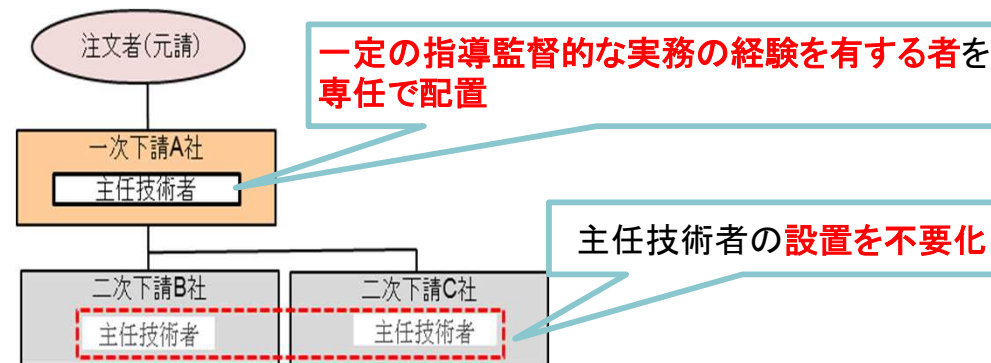 注文者(元請)
一定の指導監督的な実務の経験を有する者を
専任で配置
一次下請A社
主任技術者
主任技術者の設置を不要化
二次下請B社
主任技術者
二次下請C社
主任技術者